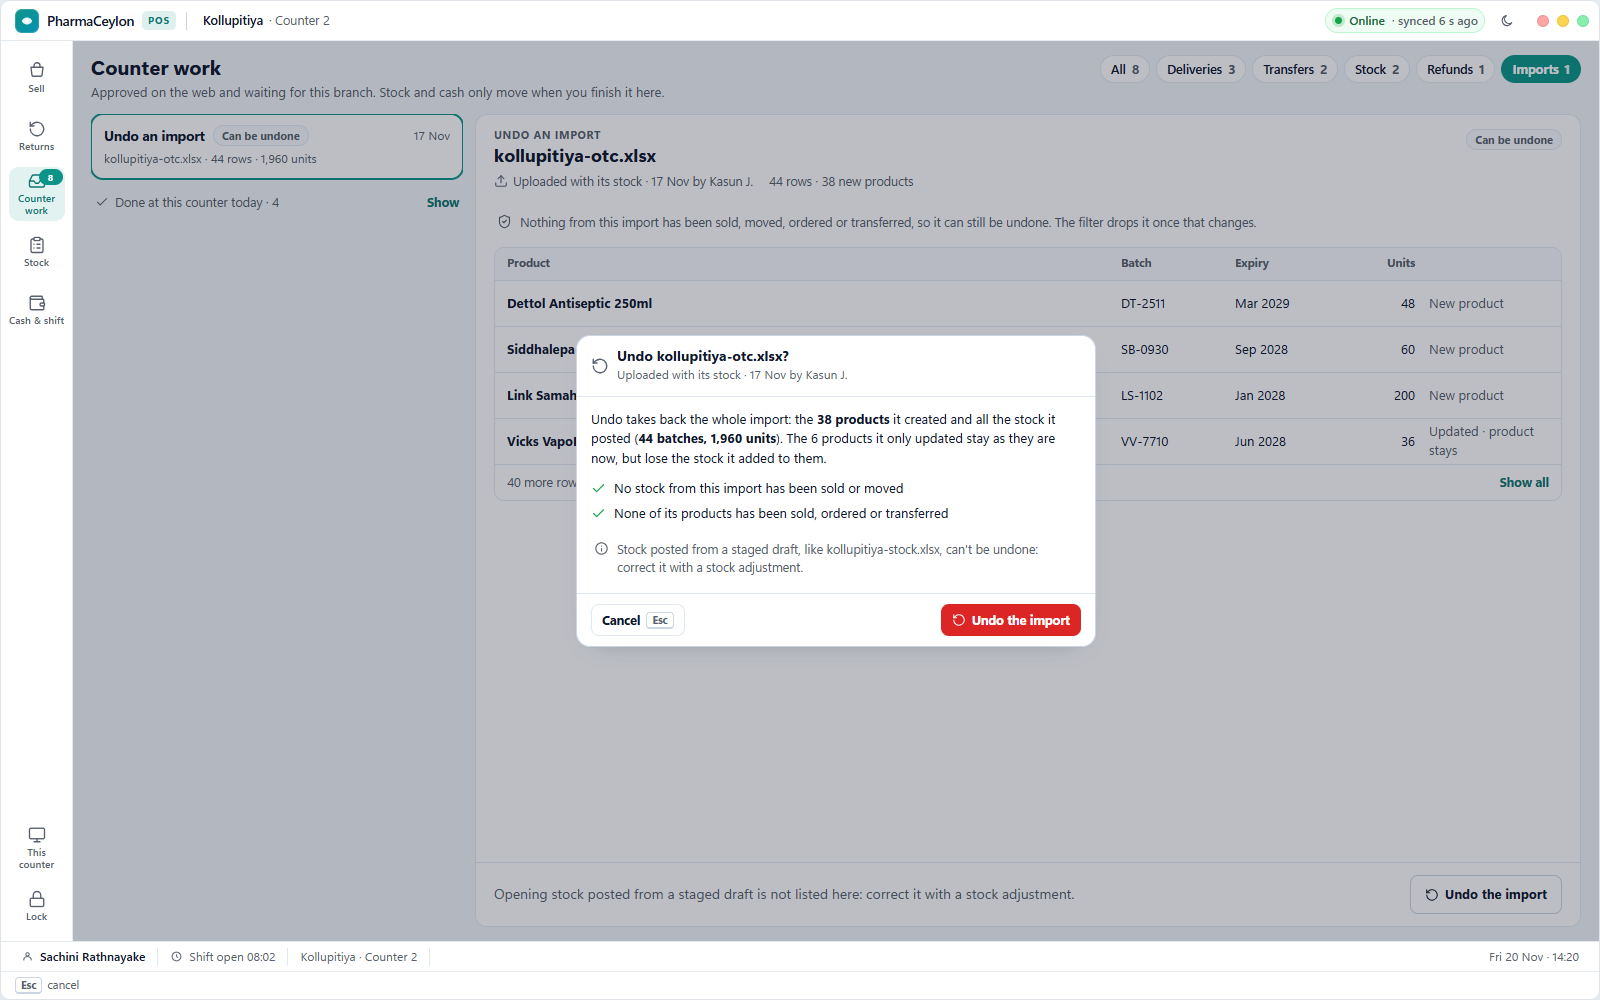 PharmaCeylon POS Kollupitiya · Counter 2
Online · synced 6 s ago
Sell
Returns
8
Counter work
Stock
Cash & shift
This counter
Lock
Counter work
Approved on the web and waiting for this branch. Stock and cash only move when you finish it here.
All 8 Deliveries 3 Transfers 2 Stock 2 Refunds 1 Imports 1
Undo an import Can be undone 17 Nov
kollupitiya-otc.xlsx · 44 rows · 1,960 units
Done at this counter today · 4 Show
UNDO AN IMPORT
kollupitiya-otc.xlsx
Can be undone
Uploaded with its stock · 17 Nov by Kasun J. 44 rows · 38 new products
Nothing from this import has been sold, moved, ordered or transferred, so it can still be undone. The filter drops it once that changes.
Product Batch Expiry Units
Dettol Antiseptic 250ml DT-2511 Mar 2029 48 New product
Siddhalepa SB-0930 Sep 2028 60 New product
Link Samah LS-1102 Jan 2028 200 New product
Vicks VV-7710 Jun 2028 36 Updated · product stays
40 more Show all
Undo kollupitiya-otc.xlsx?
Uploaded with its stock · 17 Nov by Kasun J.
Undo takes back the whole import: the 38 products it created and all the stock it
posted (44 batches, 1,960 units). The 6 products it only updated stay as they are
now, but lose the stock it added to them.
No stock from this import has been sold or moved
None of its products has been sold, ordered or transferred
Stock posted from a staged draft, like kollupitiya-stock.xlsx, can't be undone:
correct it with a stock adjustment.
Cancel Esc Undo the import
Opening stock posted from a staged draft is not listed here: correct it with a stock adjustment.
Undo the import
Sachini Rathnayake Shift open 08:02 Kollupitiya · Counter 2 Fri 20 Nov · 14:20
Esc cancel